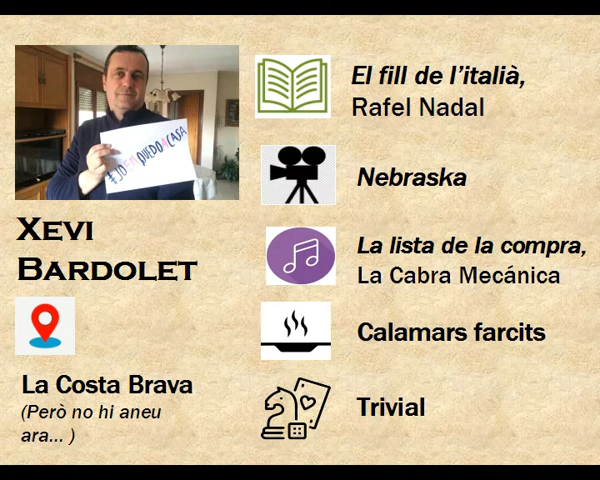 #JOEMQUEDOACASA
XEVI
BARDOLET
La Costa Brava
(Però no hi aneu
ara... )
El fill de l'italià,
Rafel Nadal
Nebraska
La lista de la compra,
La Cabra Mecánica
Calamars farcits
Trivial